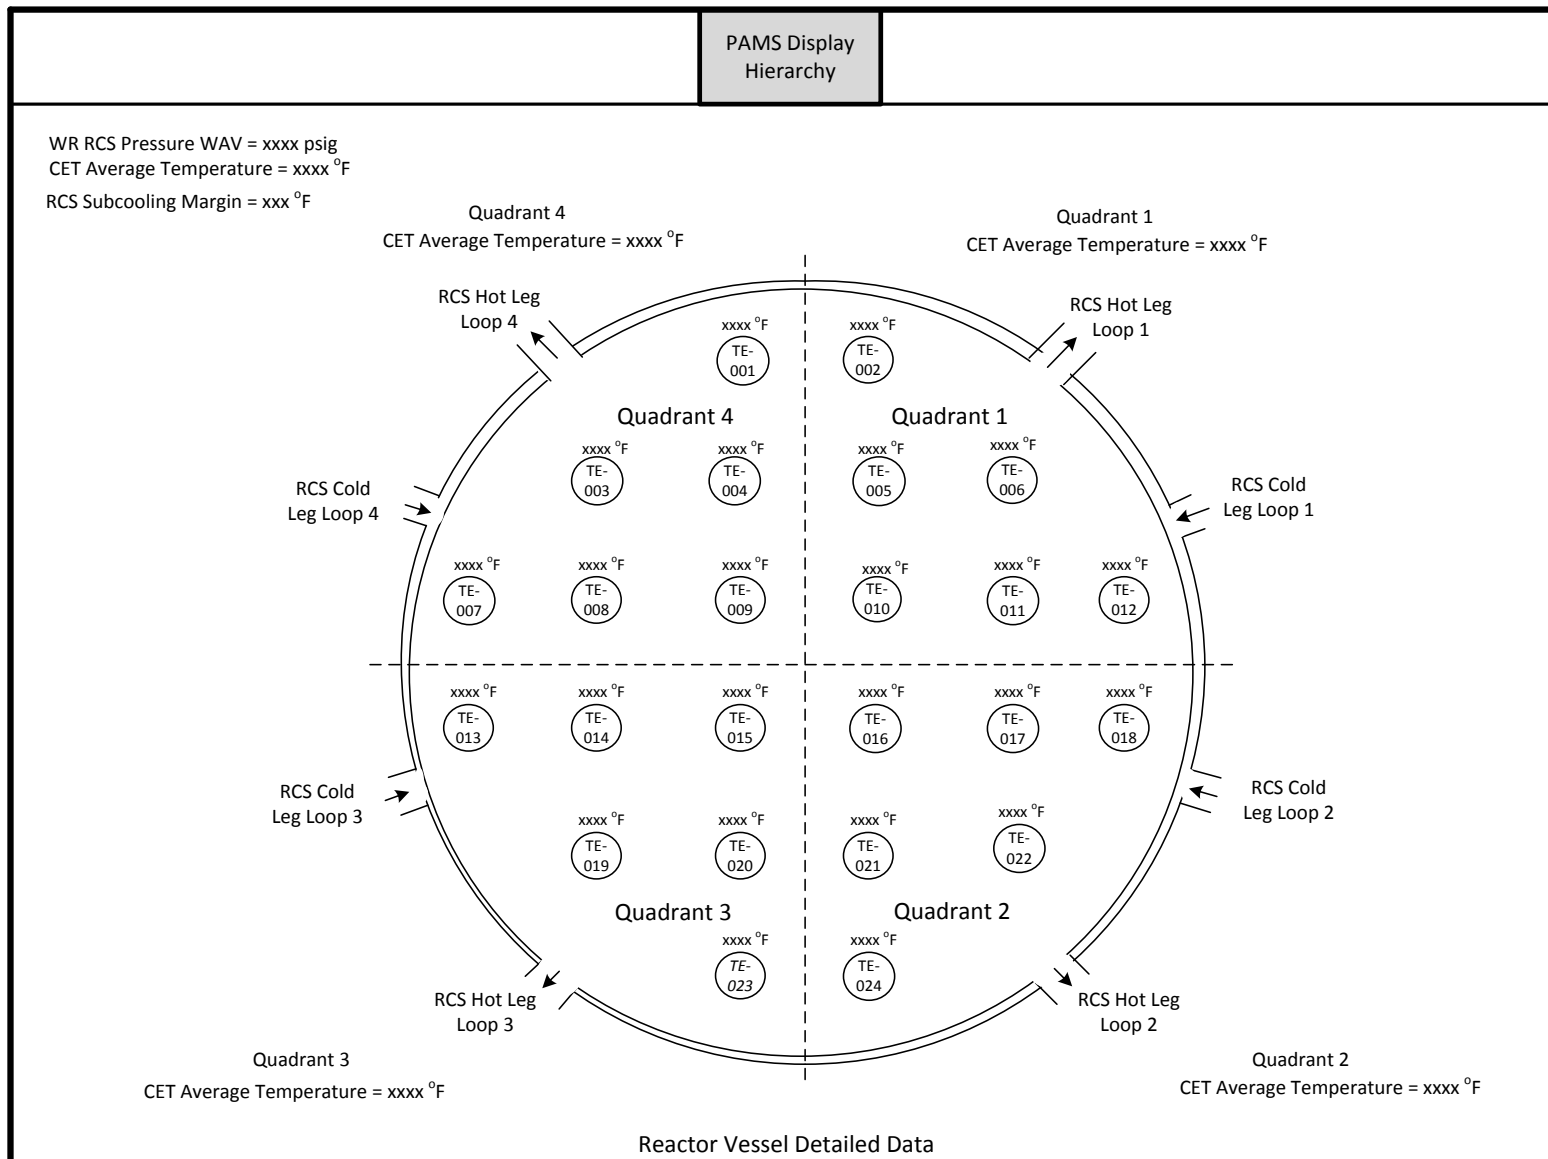 PAMS Display
Hierarchy
WR RCS Pressure WAV = xxxx psig
CET Average Temperature = xxxx °F
RCS Subcooling Margin = xxx °F
Quadrant 4
CET Average Temperature = xxxx °F
Quadrant 1
CET Average Temperature = xxxx °F
RCS Hot Leg
Loop 4
RCS Hot Leg
Loop 1
xxxx °F
TE-
001
xxxx °F
TE-
002
Quadrant 4
Quadrant 1
xxxx °F
TE-
003
xxxx °F
TE-
004
xxxx °F
TE-
005
xxxx °F
TE-
006
RCS Cold
Leg Loop 4
RCS Cold
Leg Loop 1
xxxx °F
TE-
007
xxxx °F
TE-
008
xxxx °F
TE-
009
xxxx °F
TE-
010
xxxx °F
TE-
011
xxxx °F
TE-
012
xxxx °F
TE-
013
xxxx °F
TE-
014
xxxx °F
TE-
015
xxxx °F
TE-
016
xxxx °F
TE-
017
xxxx °F
TE-
018
RCS Cold
Leg Loop 3
RCS Cold
Leg Loop 2
xxxx °F
TE-
019
xxxx °F
TE-
020
xxxx °F
TE-
021
xxxx °F
TE-
022
Quadrant 3
Quadrant 2
xxxx °F
TE-
023
xxxx °F
TE-
024
RCS Hot Leg
Loop 3
RCS Hot Leg
Loop 2
Quadrant 3
CET Average Temperature = xxxx °F
Quadrant 2
CET Average Temperature = xxxx °F
Reactor Vessel Detailed Data